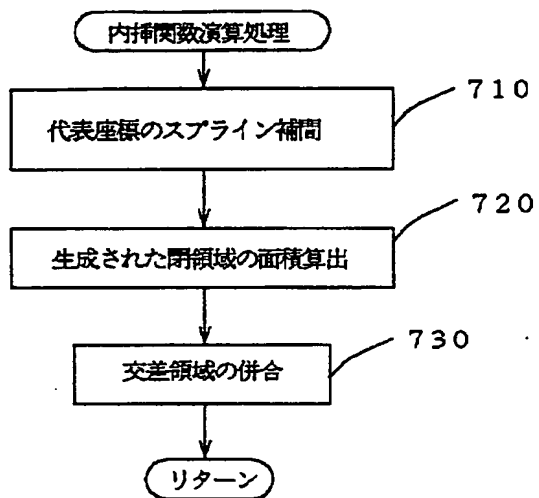 内挿関数演算処理
代表座標のスプライン補間
710
生成された閉領域の面積算出
720
交差領域の併合
730
リターン